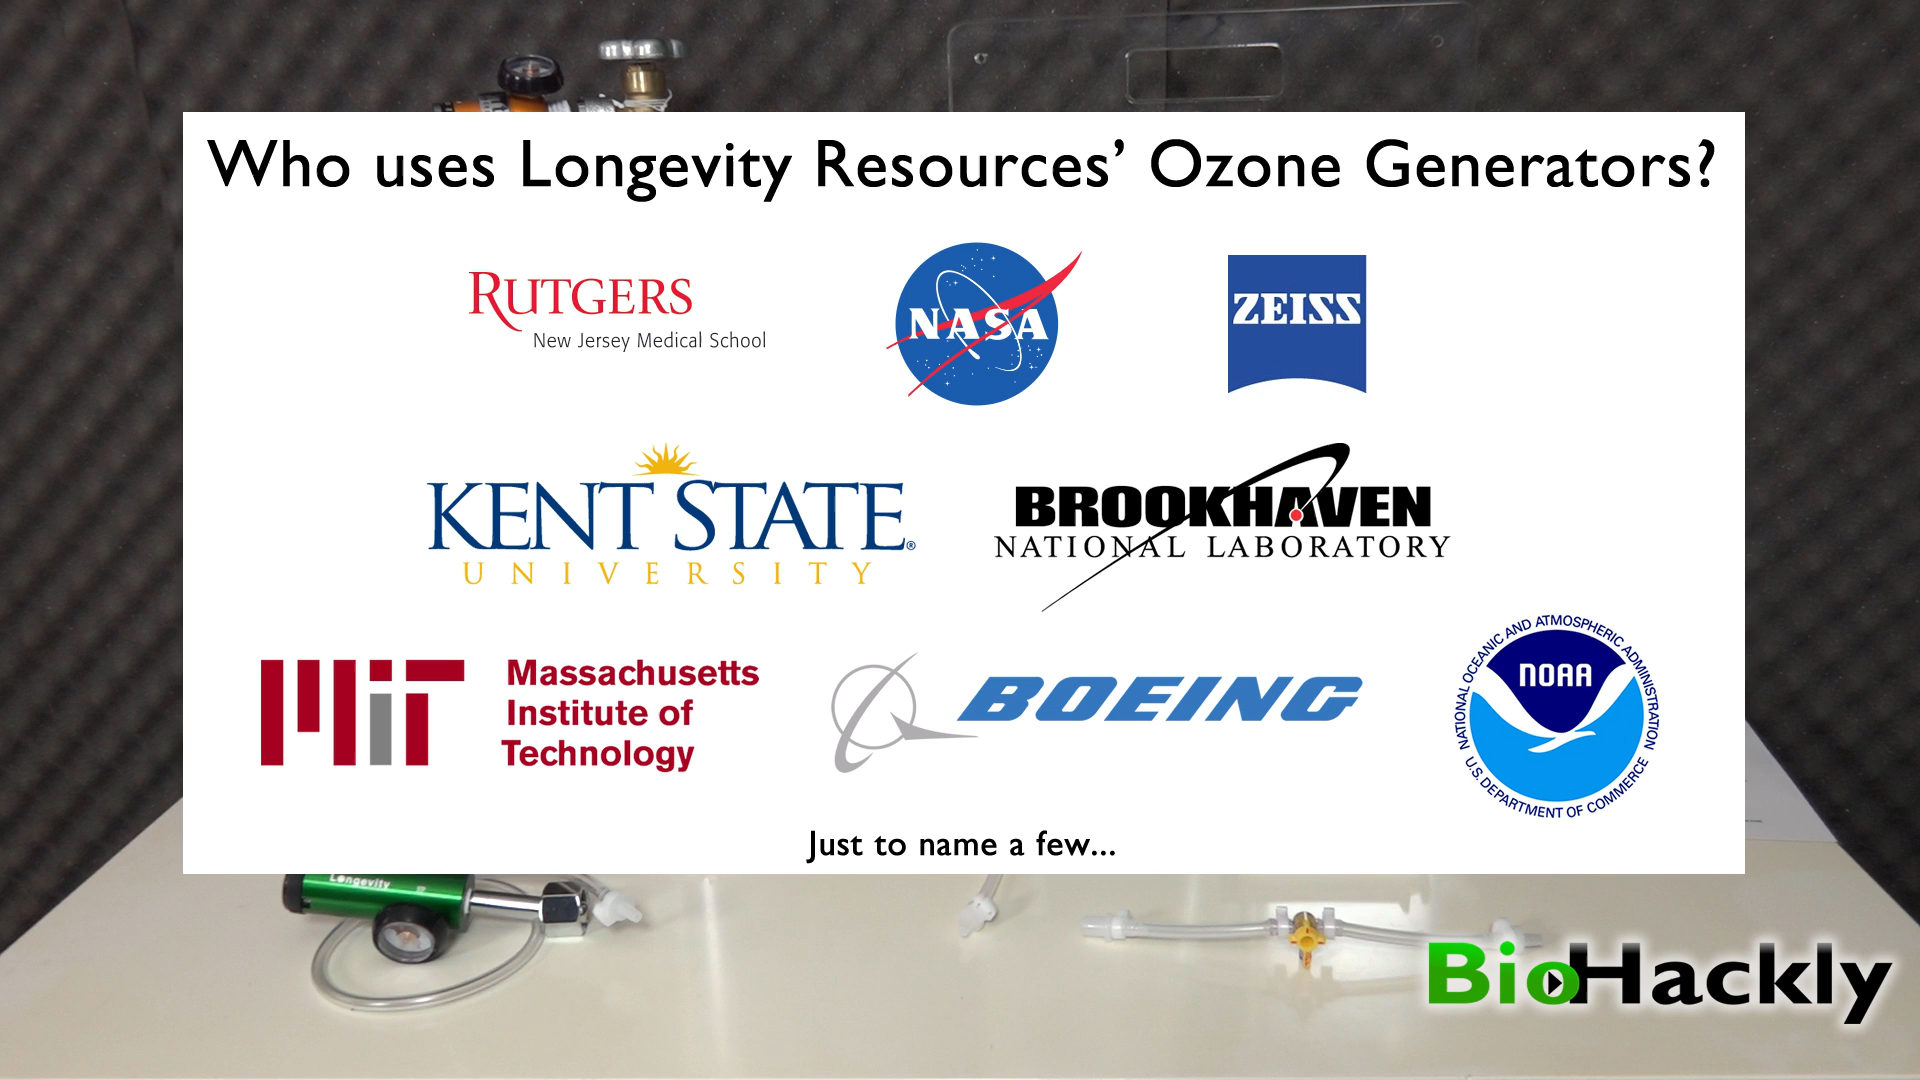 Who uses Longevity Resources' Ozone Generators?
RUTGERS
New Jersey Medical School
NASA
ZEISS
KENT STATE®
UNIVERSITY
BROOKHAVEN
NATIONAL LABORATORY
MIT
Massachusetts
Institute of
Technology
BOEING
NATIONAL OCEANIC AND ATMOSPHERIC ADMINISTRATION
NOAA
U.S. DEPARTMENT OF COMMERCE
Just to name a few...
Longevity
BioHackly